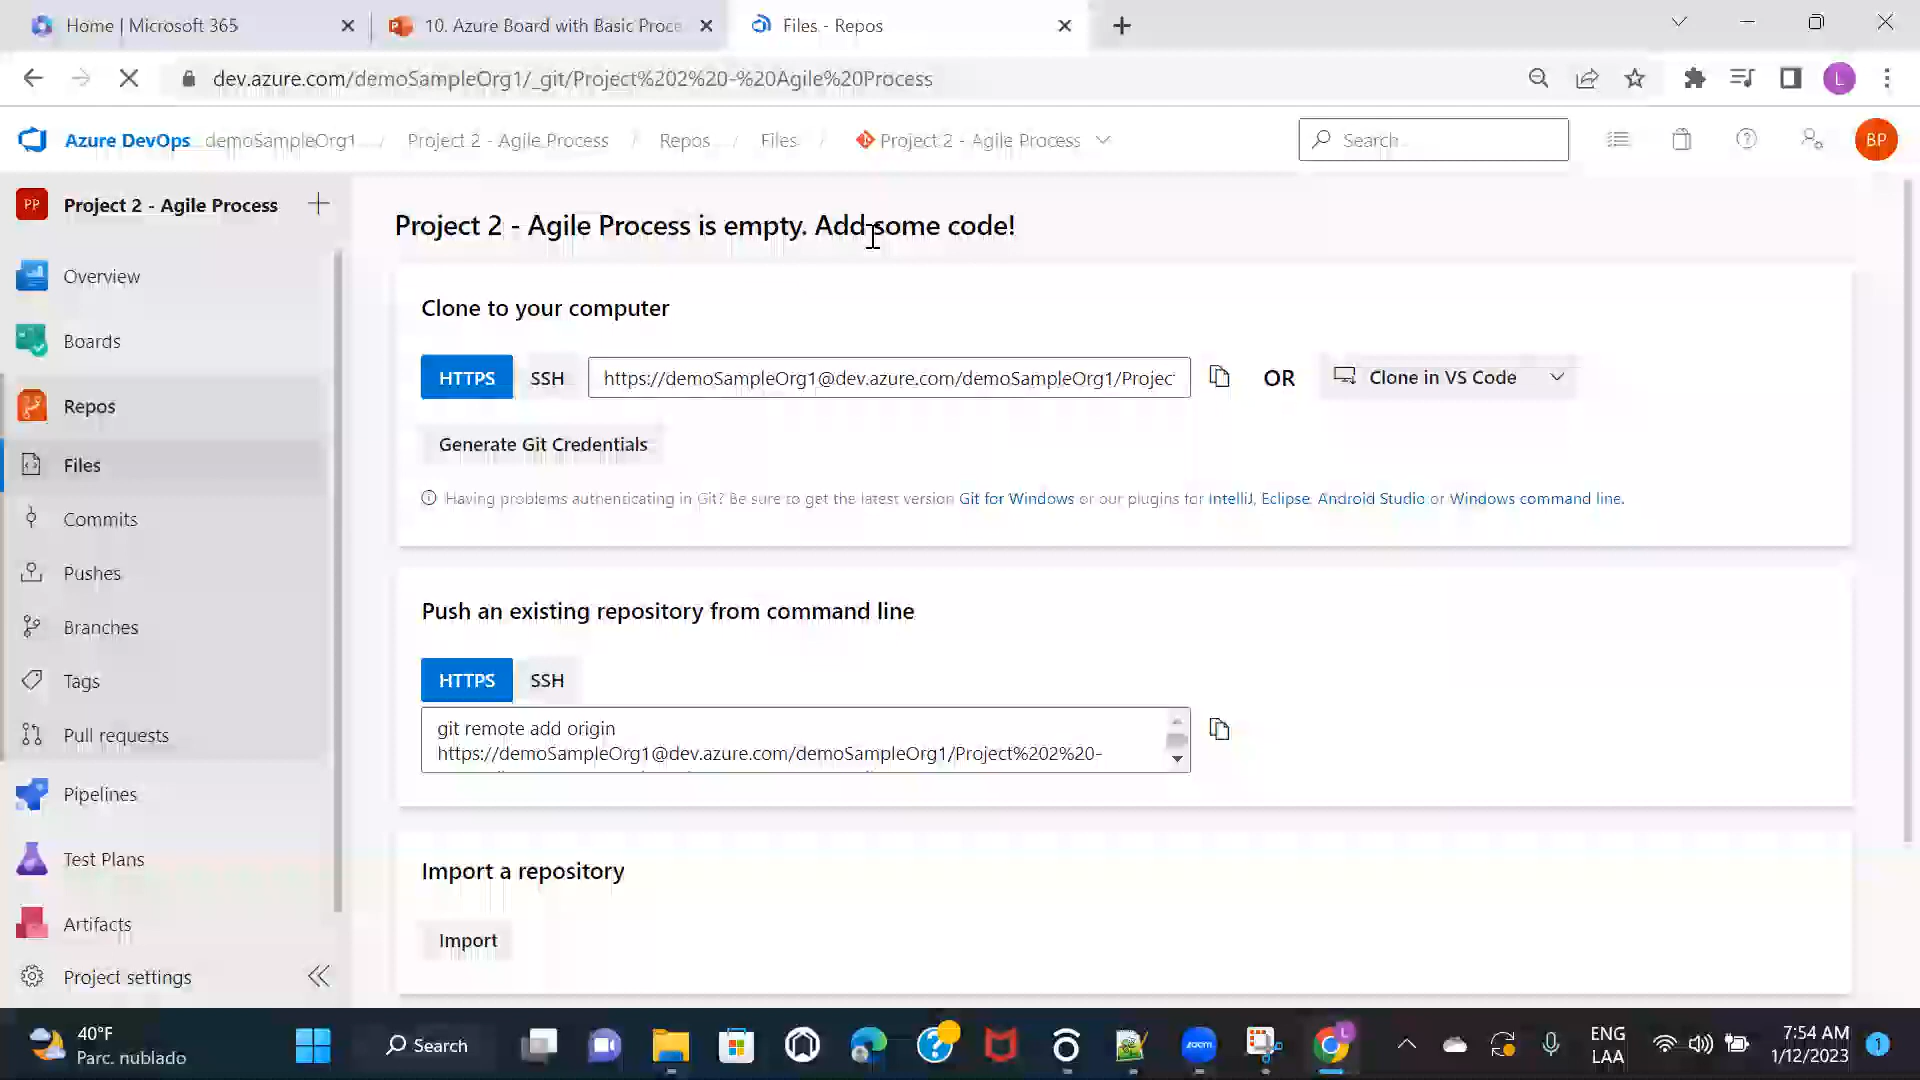 Home | Microsoft 365
10. Azure Board with Basic Proce
Files - Repos
dev.azure.com/demoSampleOrg1/_git/Project%202%20-%20Agile%20Process
L
Azure DevOps demoSampleOrg1 / Project 2 - Agile Process / Repos / Files / Project 2 - Agile Process
Search
BP
PP Project 2 - Agile Process
Overview
Boards
Repos
Files
Commits
Pushes
Branches
Tags
Pull requests
Pipelines
Test Plans
Artifacts
Project settings
Project 2 - Agile Process is empty. Add some code!
Clone to your computer
HTTPS SSH https://demoSampleOrg1@dev.azure.com/demoSampleOrg1/Projec OR Clone in VS Code
Generate Git Credentials
Having problems authenticating in Git? Be sure to get the latest version Git for Windows or our plugins for IntelliJ, Eclipse, Android Studio or Windows command line.
Push an existing repository from command line
HTTPS SSH
git remote add origin
https://demoSampleOrg1@dev.azure.com/demoSampleOrg1/Project%202%20-
Import a repository
Import
40°F
Parc. nublado
Search
zoom
L
ENG
LAA
7:54 AM
1/12/2023
1